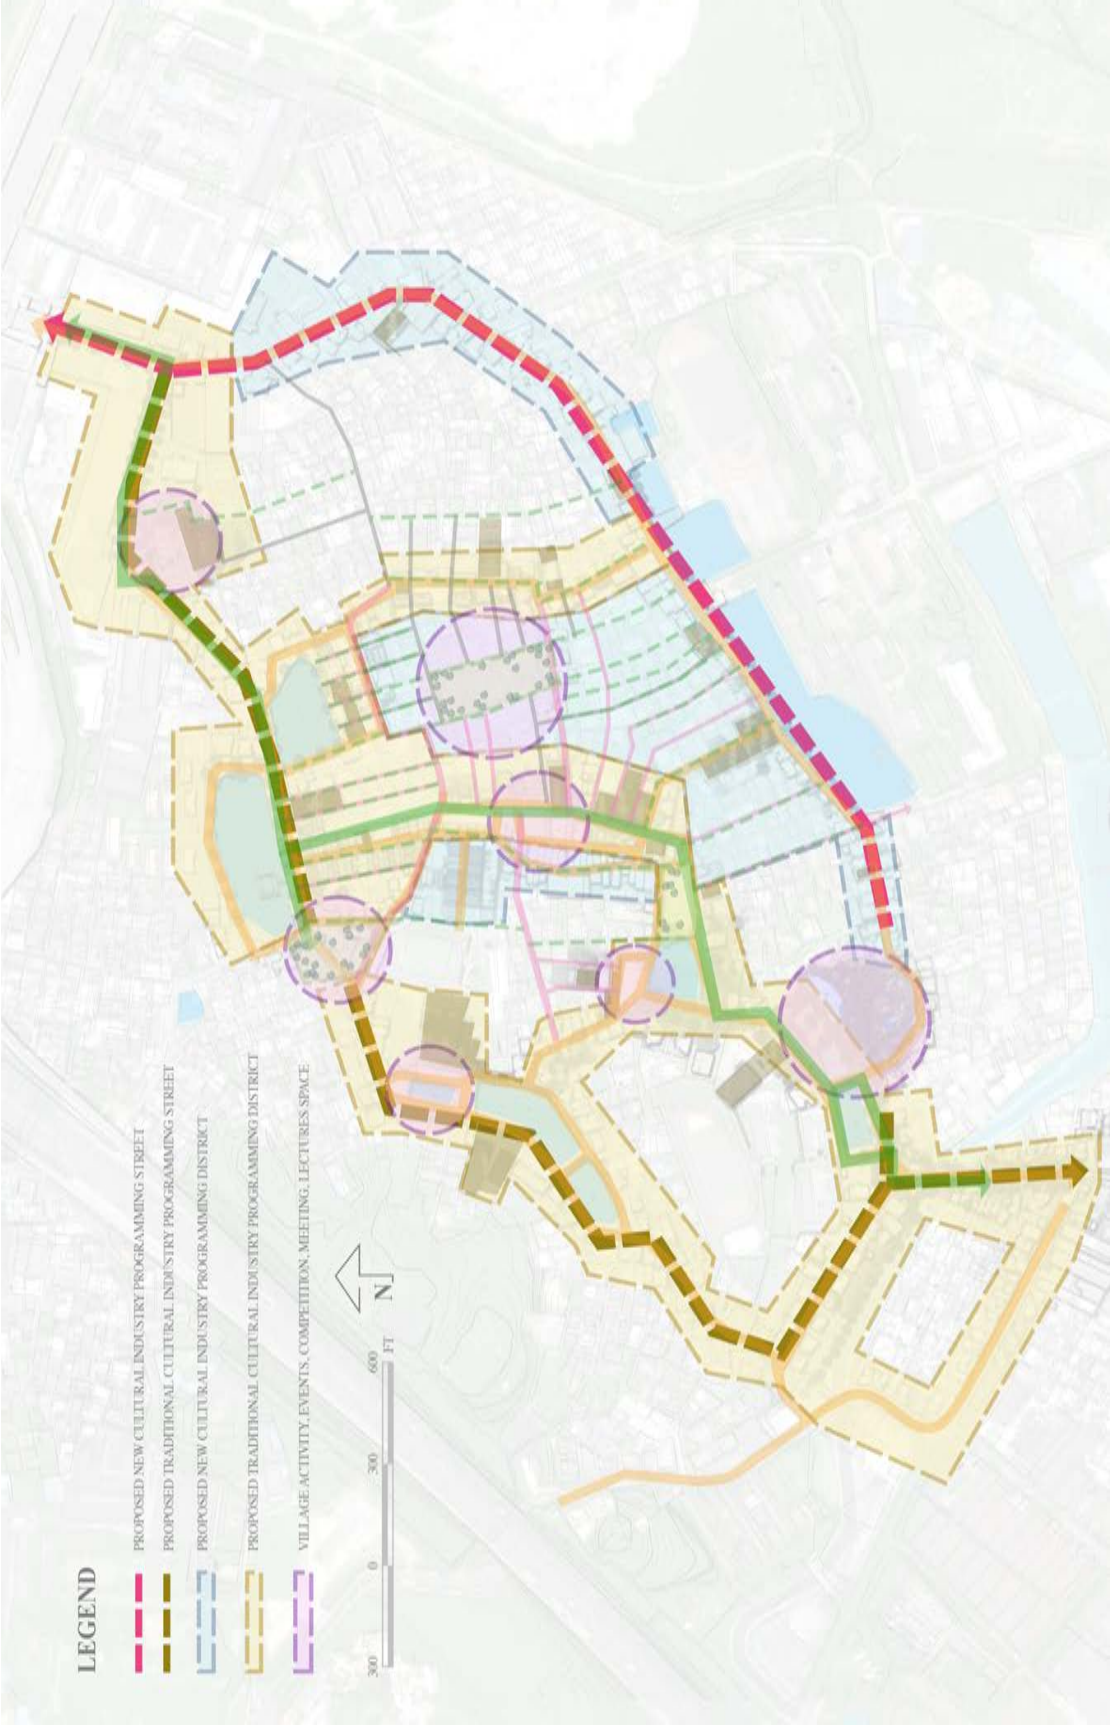 LEGEND
PROPOSED NEW CULTURAL INDUSTRY PROGRAMMING STREET
PROPOSED TRADITIONAL CULTURAL INDUSTRY PROGRAMMING STREET
PROPOSED NEW CULTURAL INDUSTRY PROGRAMMING DISTRICT
PROPOSED TRADITIONAL CULTURAL INDUSTRY PROGRAMMING DISTRICT
VILLAGE ACTIVITY, EVENTS, COMPETITION, MEETING, LECTURES SPACE
N
300 0 300 600 FT